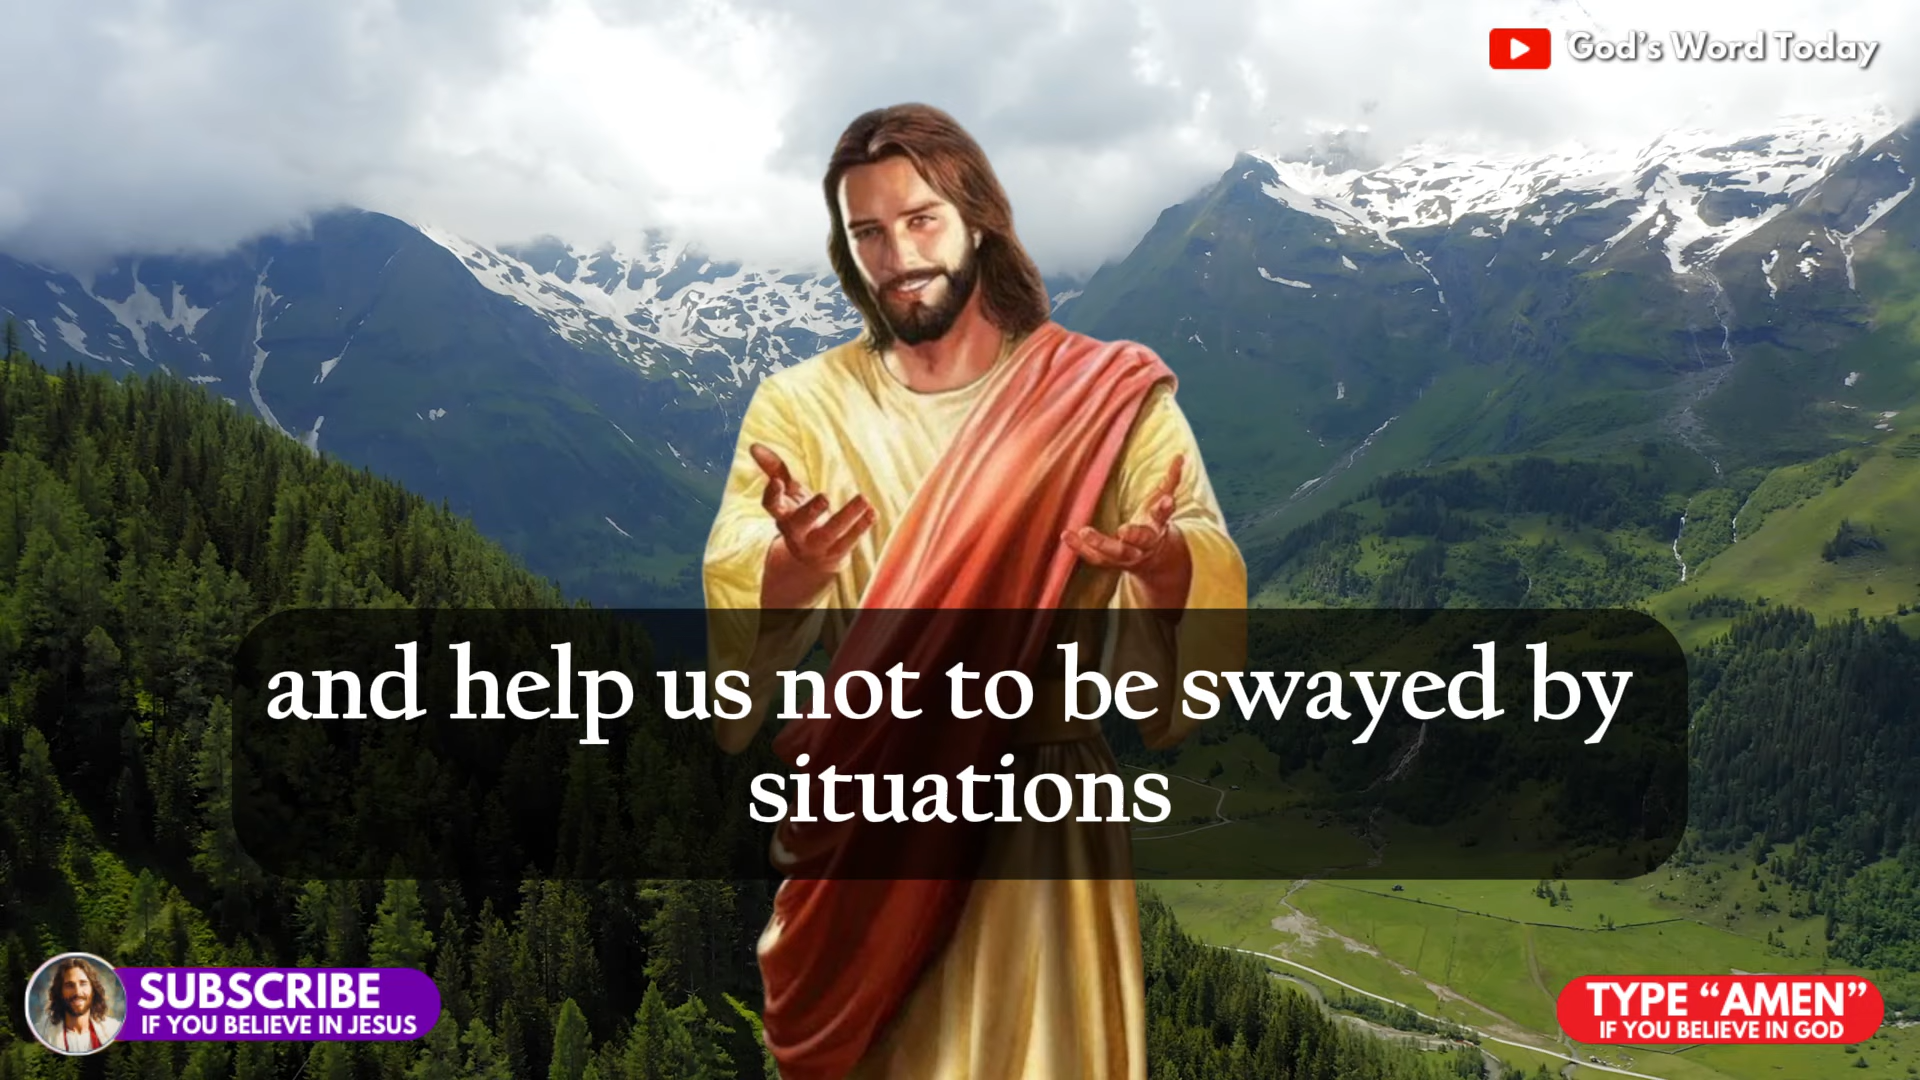 God's Word Today
and help us not to be swayed by
situations
SUBSCRIBE
IF YOU BELIEVE IN JESUS
TYPE “AMEN”
IF YOU BELIEVE IN GOD